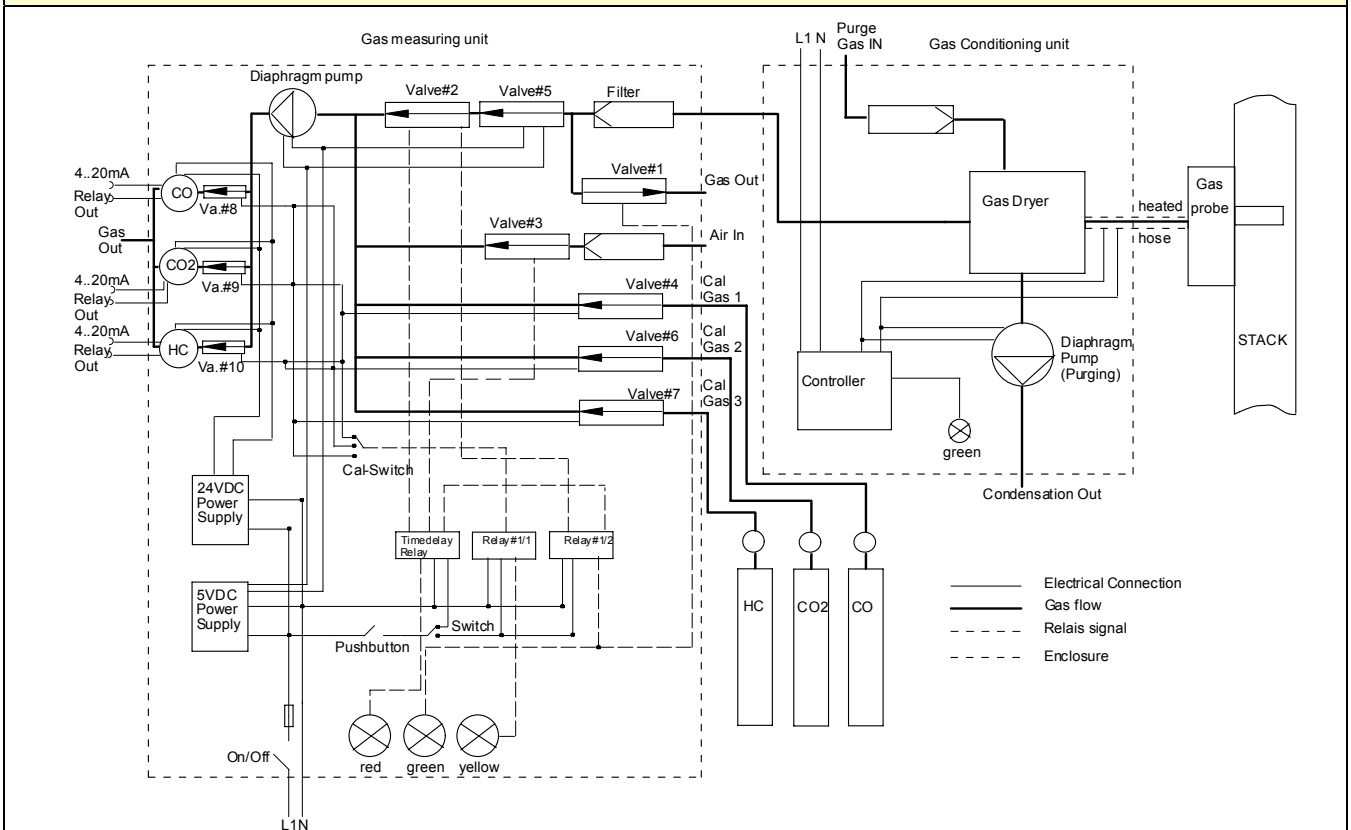 Gas measuring unit
L1 N
Purge
Gas IN
Gas Conditioning unit
Diaphragm pump
Valve#2
Valve#5
Filter
4..20mA
Relay
Out
CO
Va.#8
Valve#1
Gas Out
Gas
Out
Valve#3
Air In
CO2
Va.#9
4..20mA
Relay
Out
Valve#4
Cal
Gas 1
4..20mA
Relay
Out
HC
Va.#10
Valve#6
Cal
Gas 2
Valve#7
Cal
Gas 3
Gas Dryer
heated
hose
Gas
probe
STACK
Controller
Diaphragm
Pump
(Purging)
green
Condensation Out
Cal-Switch
24VDC
Power
Supply
Timedelay
Relay
Relay#1/1
Relay#1/2
5VDC
Power
Supply
Switch
Pushbutton
HC
CO2
CO
Electrical Connection
Gas flow
Relais signal
Enclosure
On/Off
red
green
yellow
L1N